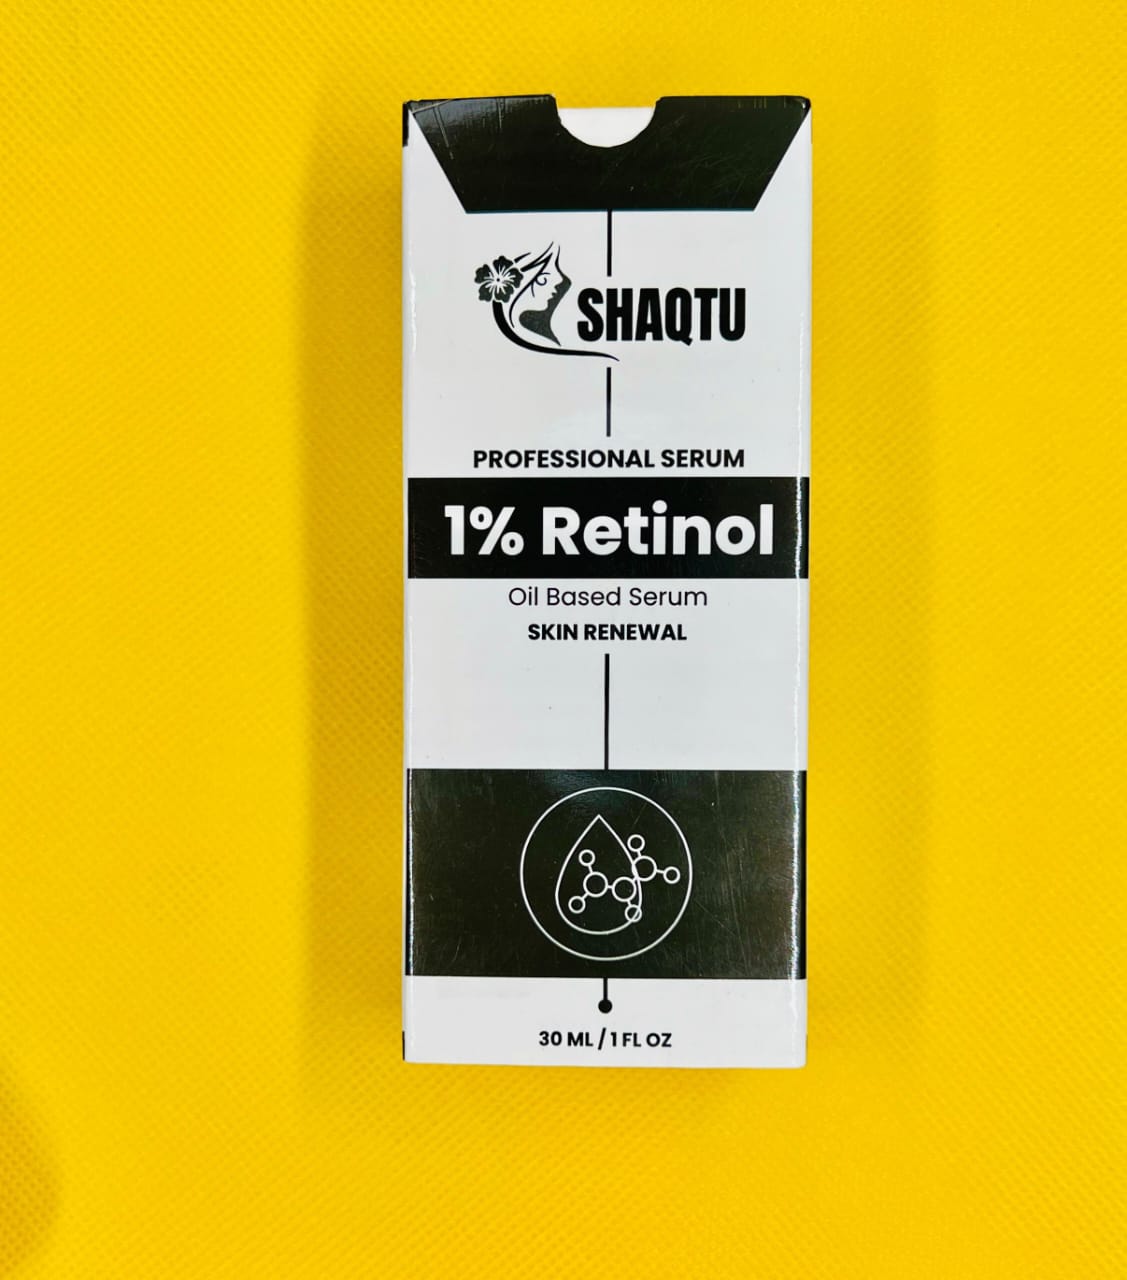 SHAQTU
PROFESSIONAL SERUM
1% Retinol
Oil Based Serum
SKIN RENEWAL
30 ML / 1 FL OZ